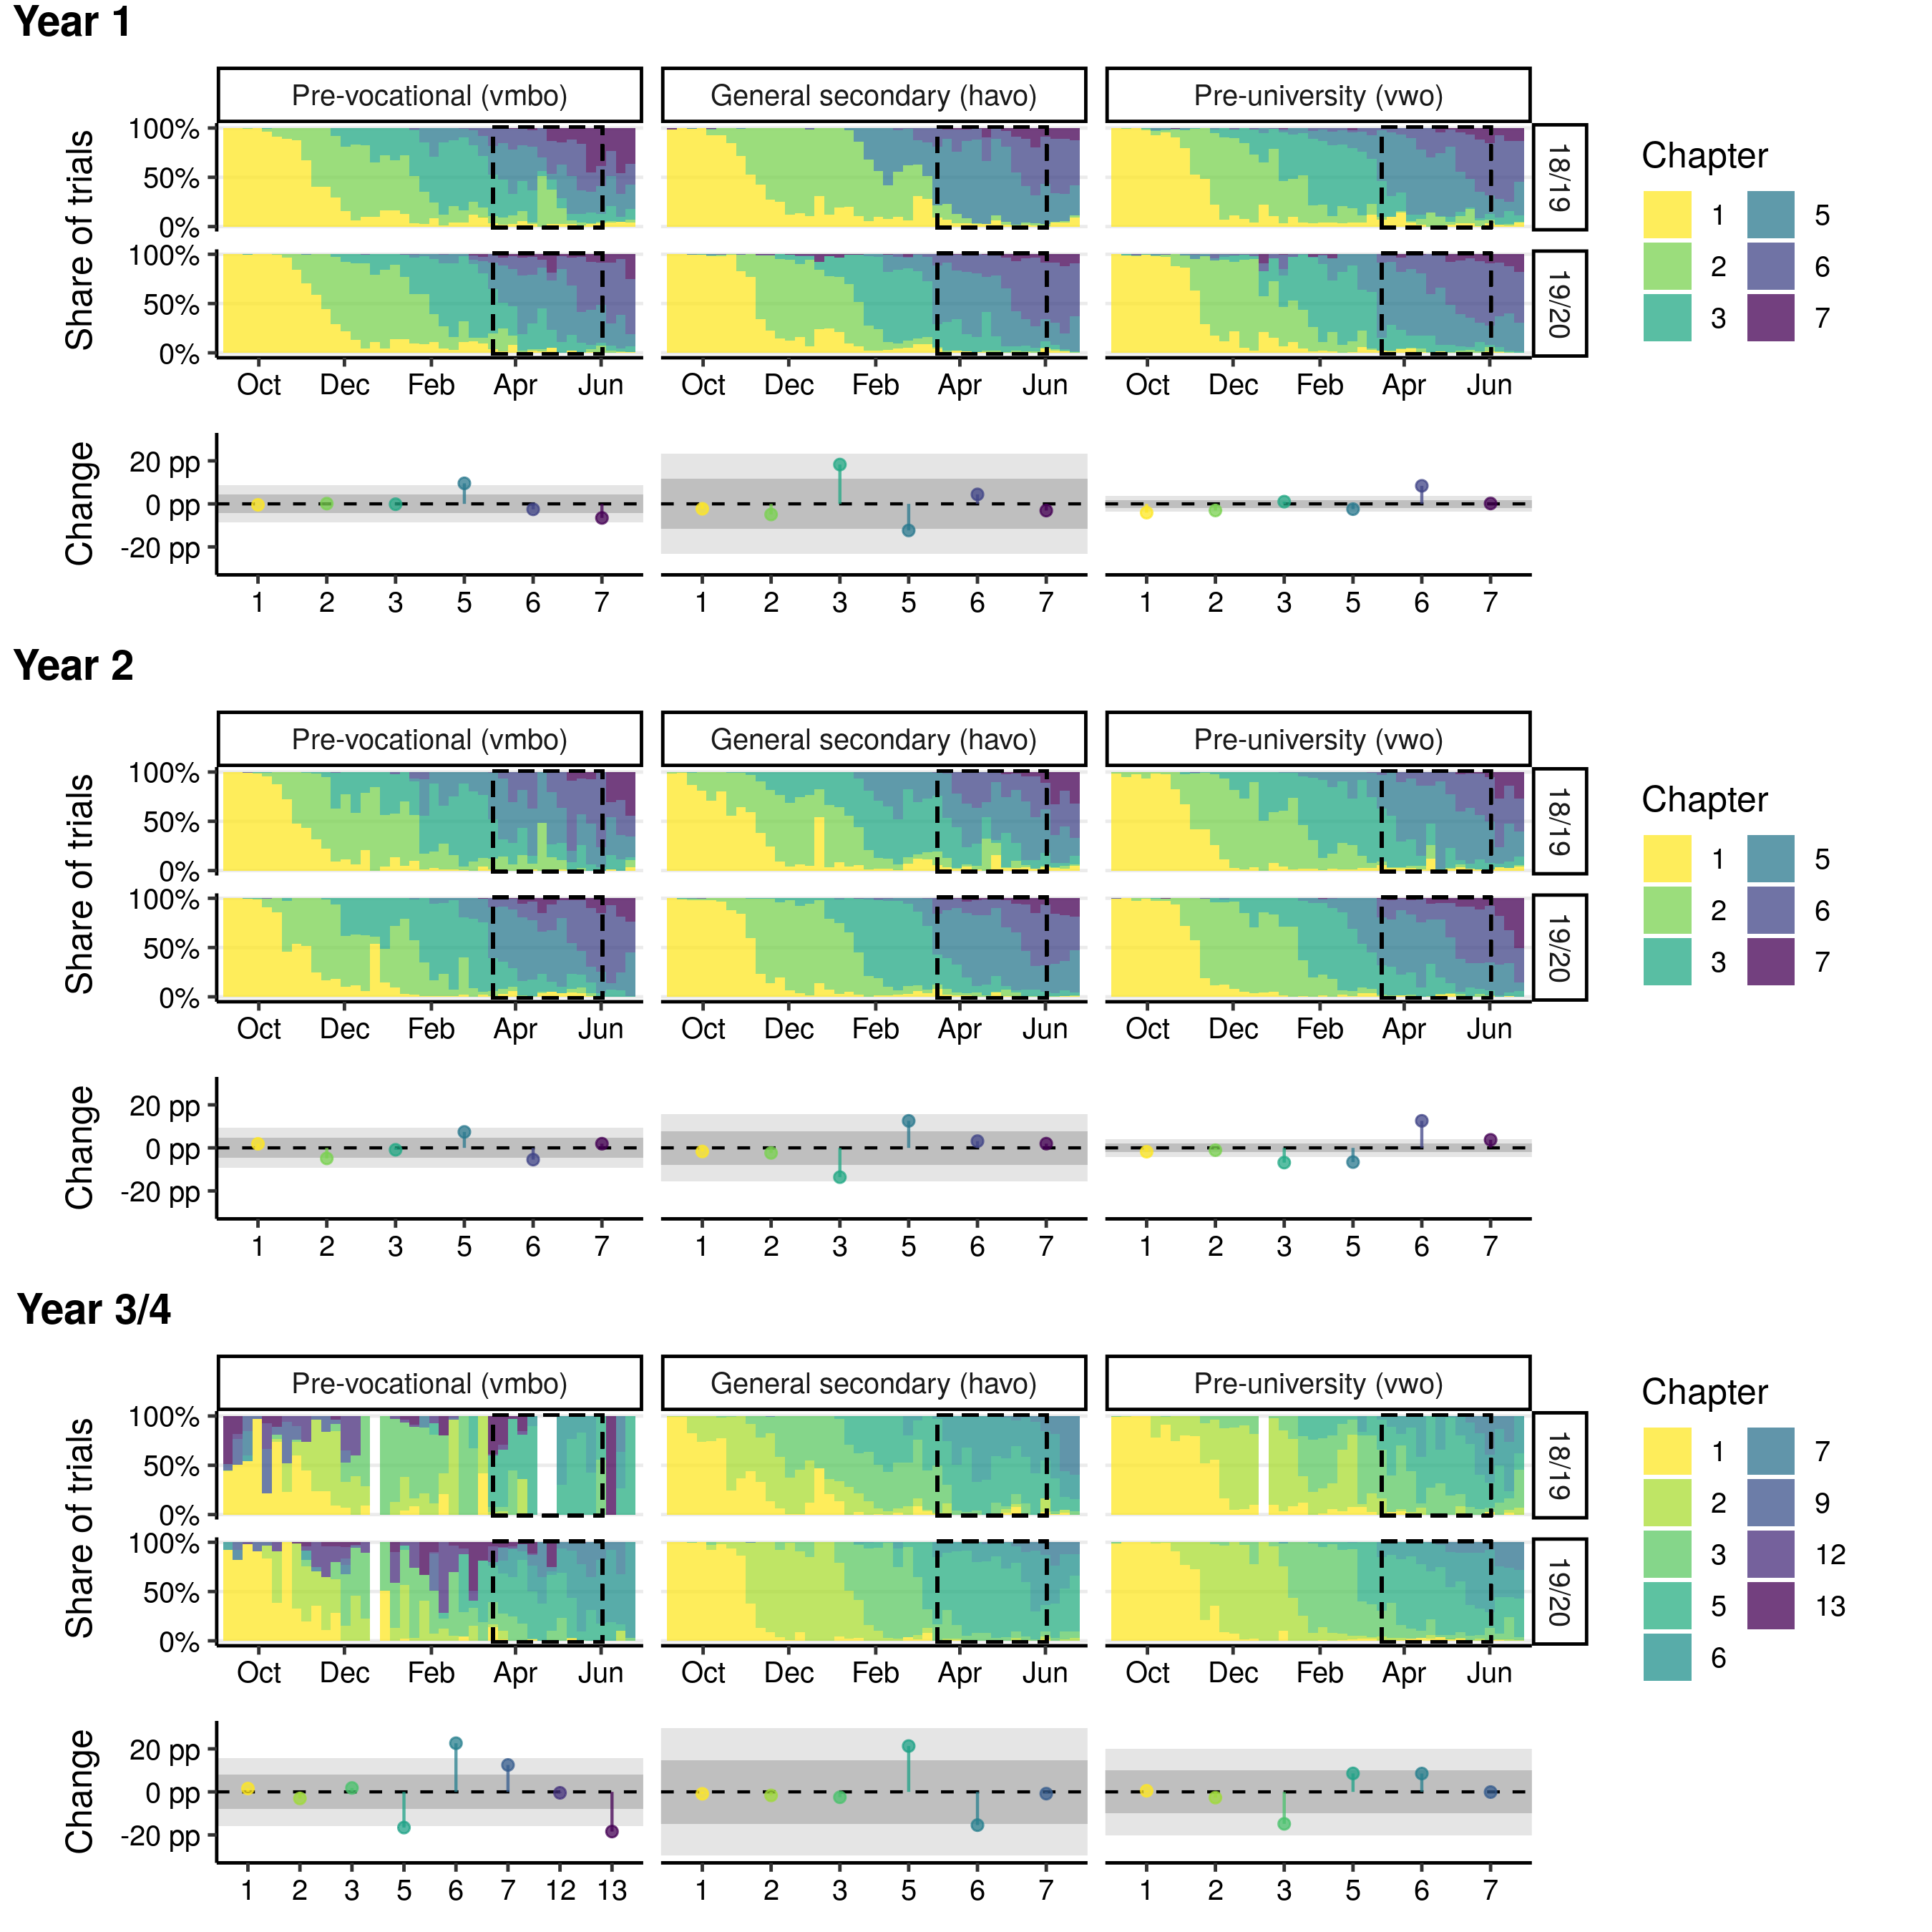 Year 1
Pre-vocational (vmbo) General secondary (havo) Pre-university (vwo)
Share of trials 100% 50% 0% 18/19
Share of trials 100% 50% 0% 19/20
Oct Dec Feb Apr Jun Oct Dec Feb Apr Jun Oct Dec Feb Apr Jun
Chapter
1 5
2 6
3 7
Change 20 pp 0 pp -20 pp
1 2 3 5 6 7 1 2 3 5 6 7 1 2 3 5 6 7
Year 2
Pre-vocational (vmbo) General secondary (havo) Pre-university (vwo)
Share of trials 100% 50% 0% 18/19
Share of trials 100% 50% 0% 19/20
Oct Dec Feb Apr Jun Oct Dec Feb Apr Jun Oct Dec Feb Apr Jun
Chapter
1 5
2 6
3 7
Change 20 pp 0 pp -20 pp
1 2 3 5 6 7 1 2 3 5 6 7 1 2 3 5 6 7
Year 3/4
Pre-vocational (vmbo) General secondary (havo) Pre-university (vwo)
Share of trials 100% 50% 0% 18/19
Share of trials 100% 50% 0% 19/20
Oct Dec Feb Apr Jun Oct Dec Feb Apr Jun Oct Dec Feb Apr Jun
Chapter
1 7
2 9
3 12
5 13
6
Change 20 pp 0 pp -20 pp
1 2 3 5 6 7 12 13 1 2 3 5 6 7 1 2 3 5 6 7